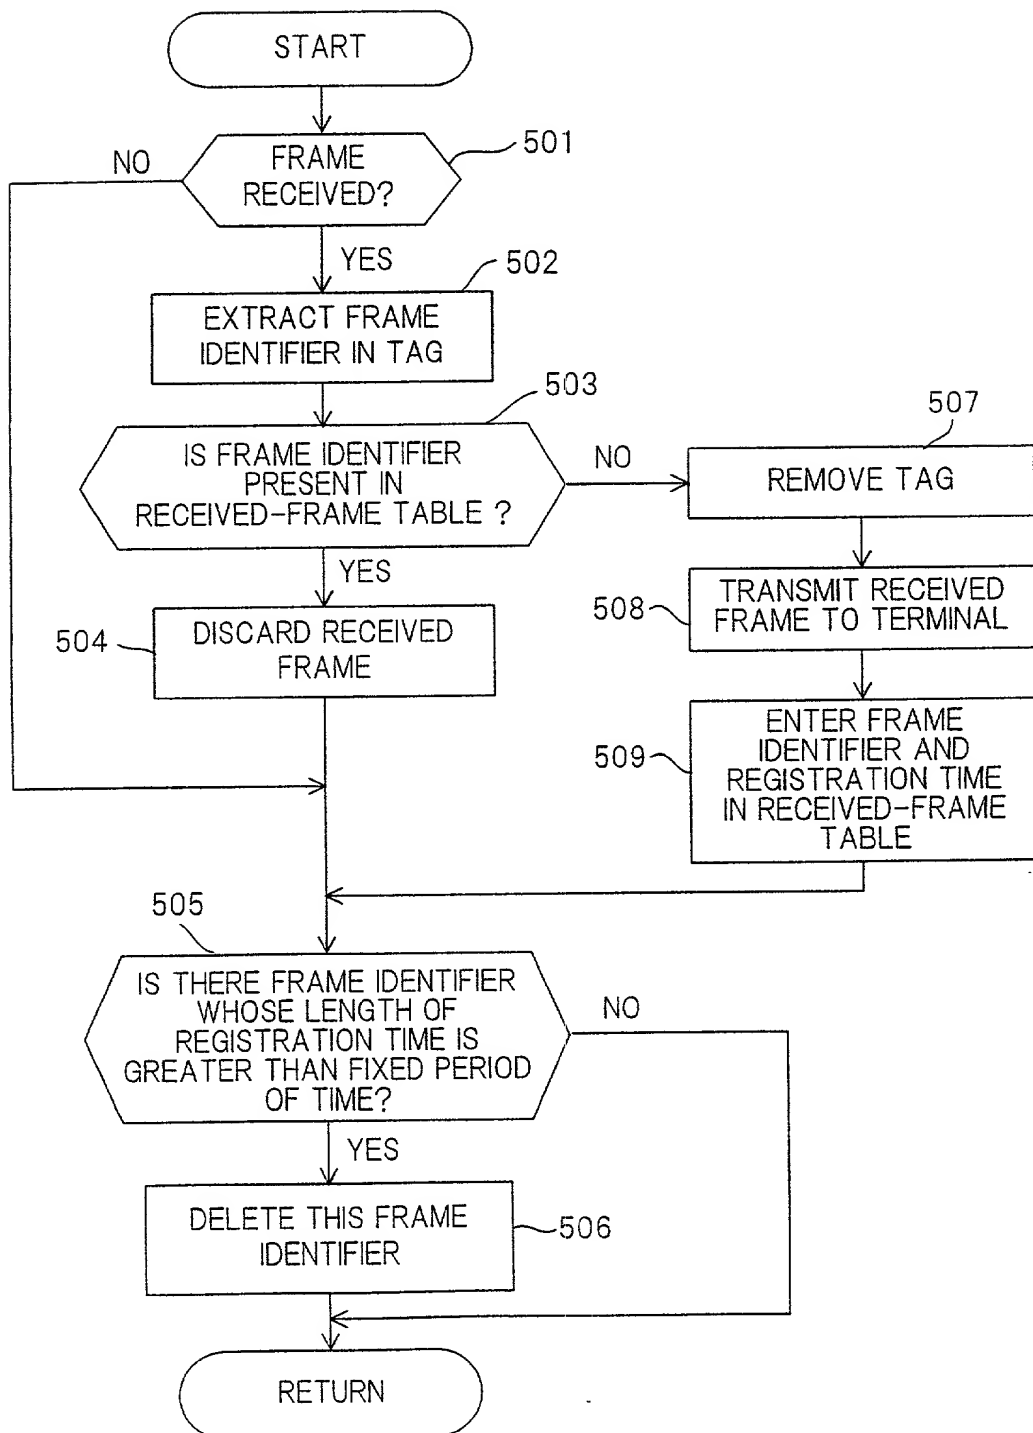 START
501
NO
FRAME
RECEIVED?
YES
502
EXTRACT FRAME
IDENTIFIER IN TAG
503
507
IS FRAME IDENTIFIER
PRESENT IN
RECEIVED-FRAME TABLE ?
NO
REMOVE TAG
YES
504
DISCARD RECEIVED
FRAME
508
TRANSMIT RECEIVED
FRAME TO TERMINAL
509
ENTER FRAME
IDENTIFIER AND
REGISTRATION TIME
IN RECEIVED-FRAME
TABLE
505
IS THERE FRAME IDENTIFIER
WHOSE LENGTH OF
REGISTRATION TIME IS
GREATER THAN FIXED PERIOD
OF TIME?
NO
YES
DELETE THIS FRAME
IDENTIFIER
506
RETURN